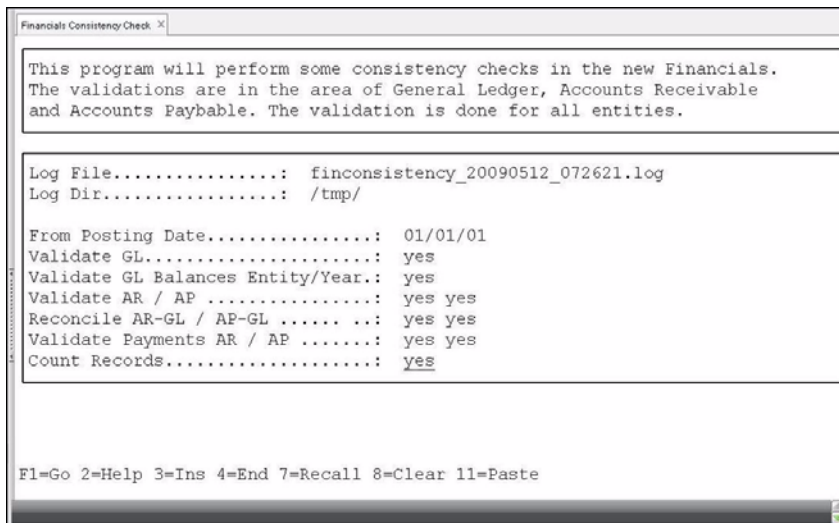 Financials Consistency Check X
This program will perform some consistency checks in the new Financials.
The validations are in the area of General Ledger, Accounts Receivable
and Accounts Paybable. The validation is done for all entities.
Log File................: finconsistency_20090512_072621.log
Log Dir.................: /tmp/
From Posting Date................: 01/01/01
Validate GL......................: yes
Validate GL Balances Entity/Year.: yes
Validate AR / AP ................: yes yes
Reconcile AR-GL / AP-GL ...... ..: yes yes
Validate Payments AR / AP .......: yes yes
Count Records....................: yes
F1=Go 2=Help 3=Ins 4=End 7=Recall 8=Clear 11=Paste